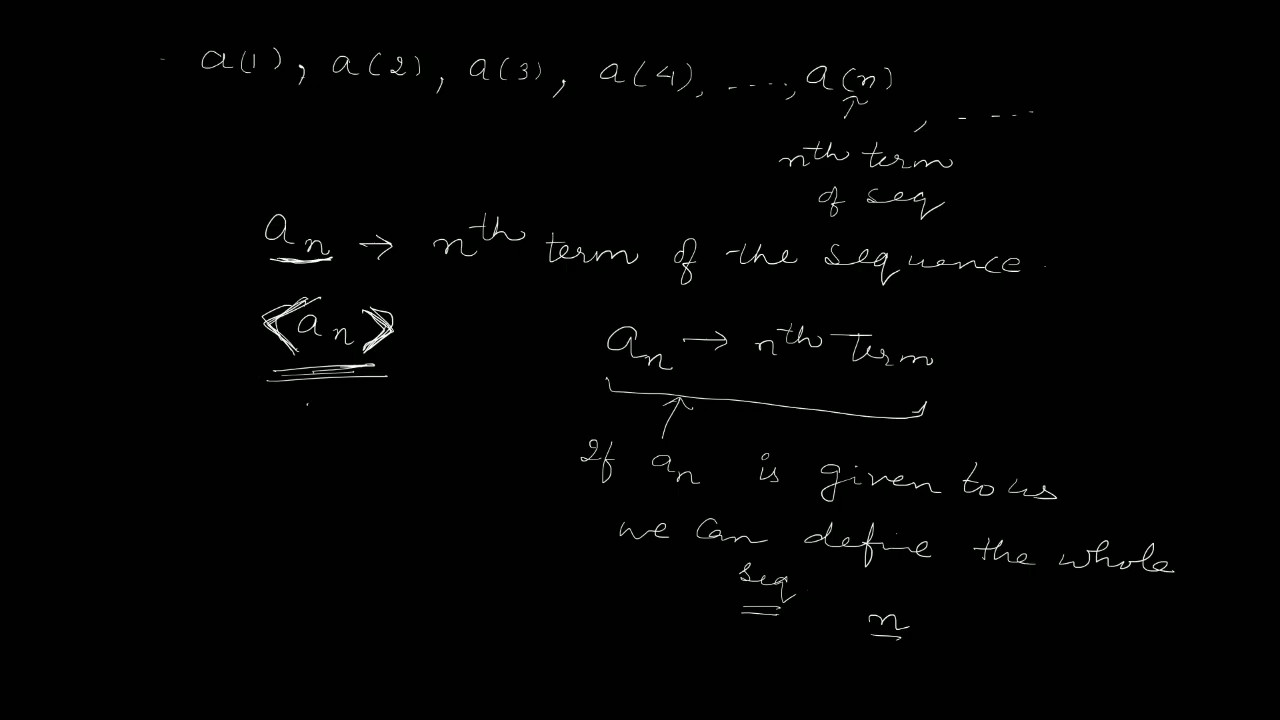 a(1), a(2), a(3), a(4), ...., a(n), ....
↑
nth term
of seq
an → nth term of the sequence.
<an>
an → nth Term
↑
If an is given to us
we can define the whole
seq
n